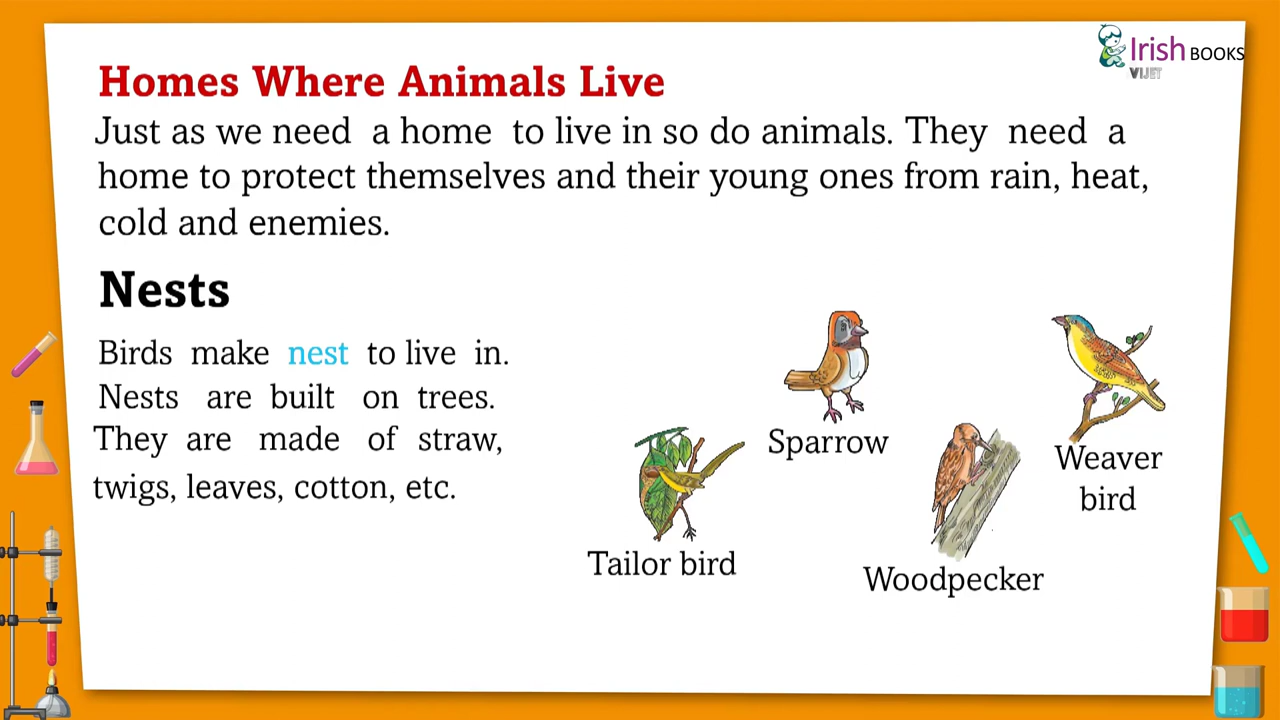 Irish BOOKS
VIJET
Homes Where Animals Live
Just as we need a home to live in so do animals. They need a
home to protect themselves and their young ones from rain, heat,
cold and enemies.
Nests
Birds make nest to live in.
Nests are built on trees.
They are made of straw,
twigs, leaves, cotton, etc.
Sparrow
Weaver
bird
Tailor bird
Woodpecker